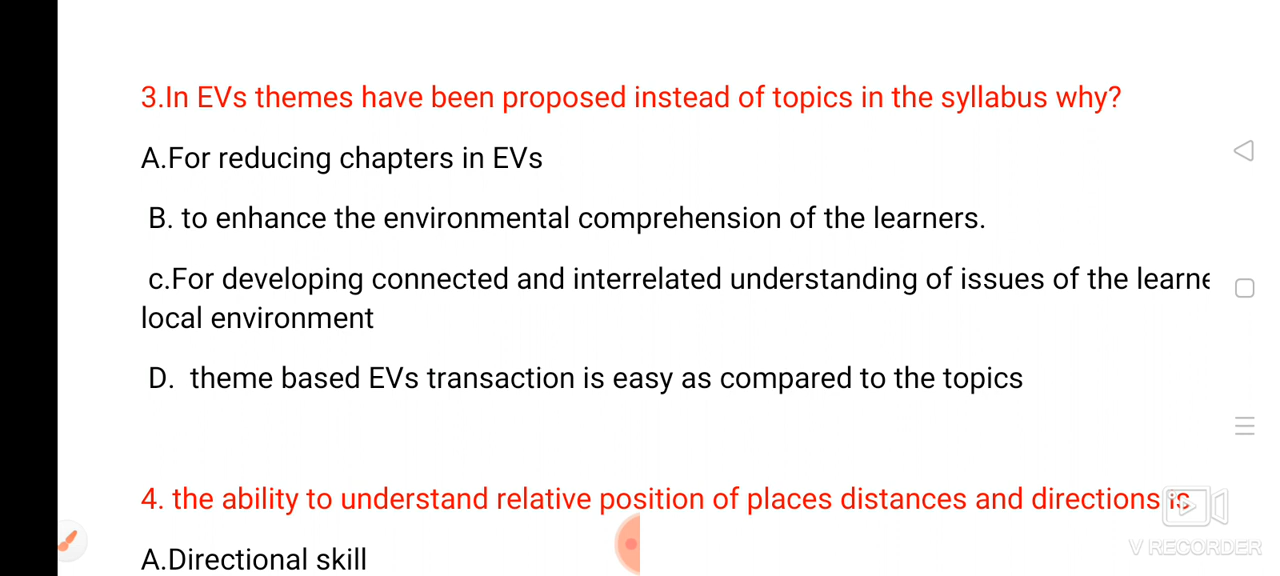 3.In EVs themes have been proposed instead of topics in the syllabus why?
A.For reducing chapters in EVs
B. to enhance the environmental comprehension of the learners.
c.For developing connected and interrelated understanding of issues of the learne
local environment
D. theme based EVs transaction is easy as compared to the topics
4. the ability to understand relative position of places distances and directions is
A.Directional skill
V RECORDER